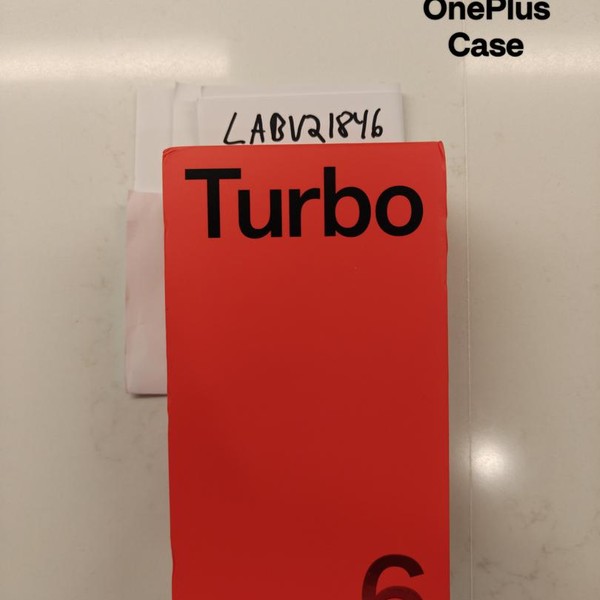 OnePlus
Case
LABV21846
Turbo
6